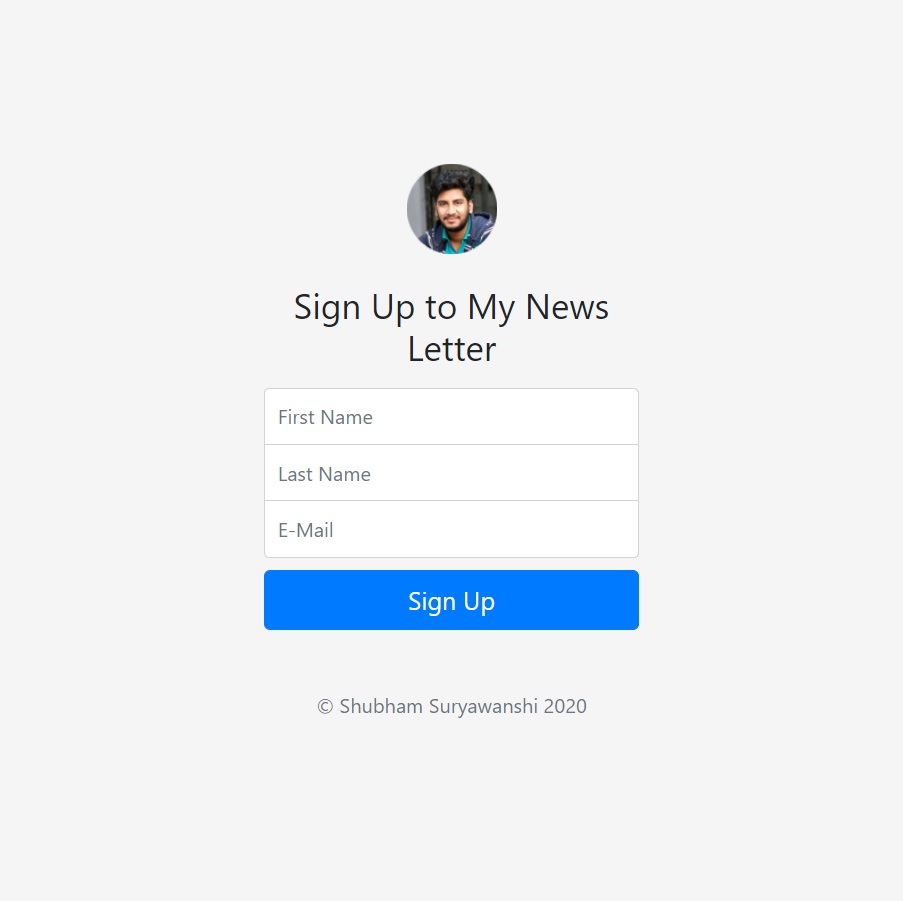 Sign Up to My News
Letter
First Name
Last Name
E-Mail
Sign Up
© Shubham Suryawanshi 2020